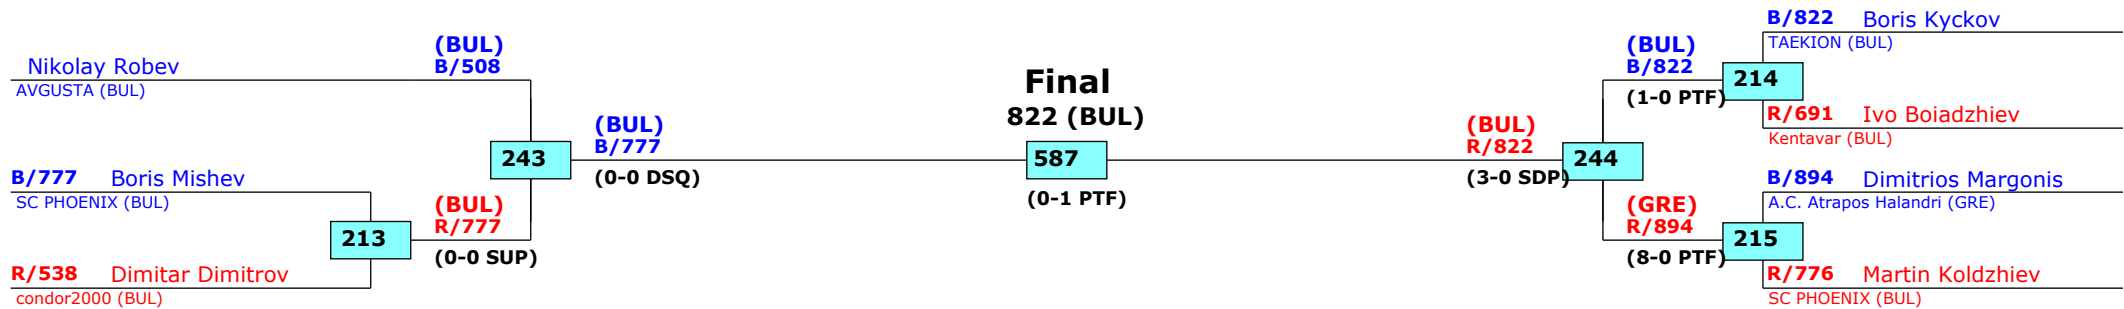 Nikolay Robev
AVGUSTA (BUL)
B/777 Boris Mishev
SC PHOENIX (BUL)
R/538 Dimitar Dimitrov
condor2000 (BUL)
213
(BUL)
B/508
(BUL)
R/777
(0-0 SUP)
243
(BUL)
B/777
(0-0 DSQ)
Final
822 (BUL)
587
(0-1 PTF)
(BUL)
R/822
(3-0 SDP)
244
(BUL)
B/822
(1-0 PTF)
(GRE)
R/894
(8-0 PTF)
214
215
B/822 Boris Kyckov
TAEKION (BUL)
R/691 Ivo Boiadzhiev
Kentavar (BUL)
B/894 Dimitrios Margonis
A.C. Atrapos Halandri (GRE)
R/776 Martin Koldzhiev
SC PHOENIX (BUL)